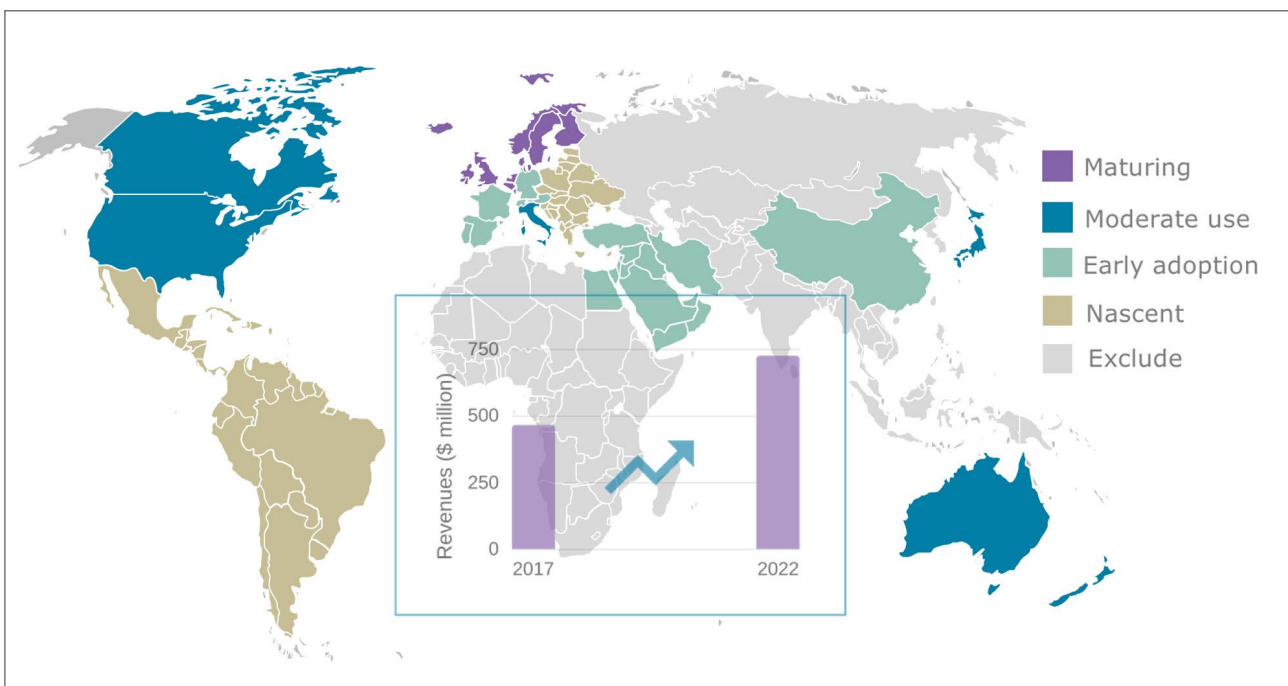 Maturing
Moderate use
Early adoption
Nascent
Exclude
Revenues ($ million)
750
500
250
0
2017
2022